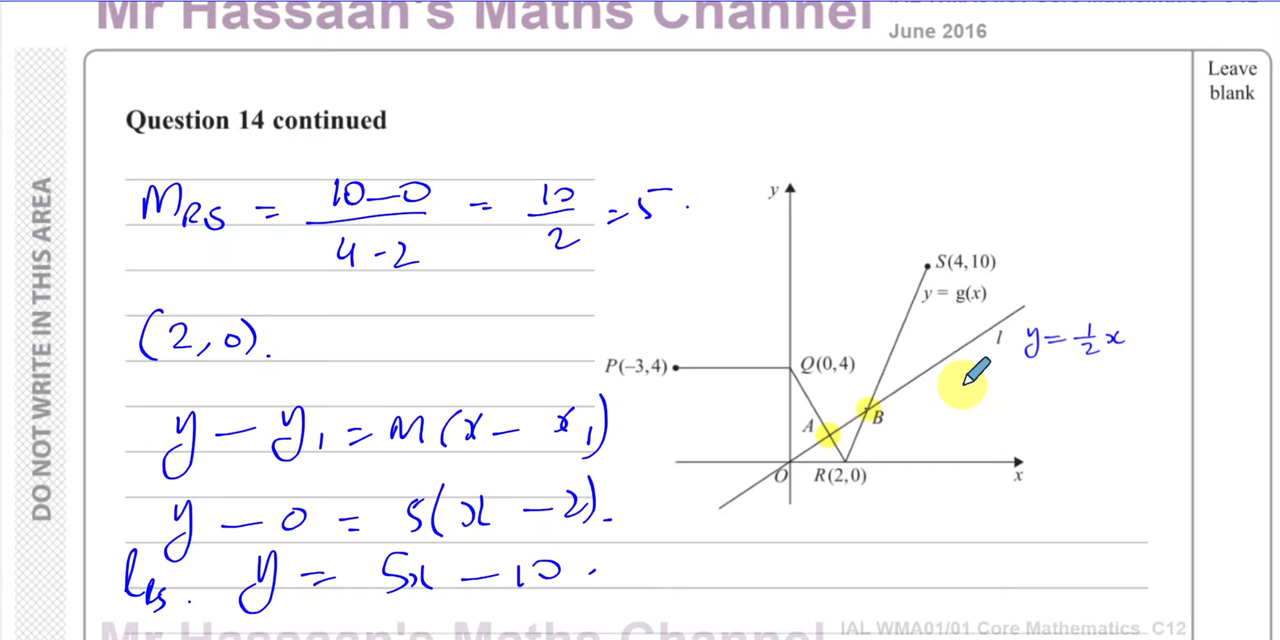 Mr Hassaan's Maths Channel
June 2016
Leave
blank
DO NOT WRITE IN THIS AREA
Question 14 continued
M_RS = (10-0)/(4-2) = 10/2 = 5.
(2,0).
y - y₁ = M(x - x₁)
y - 0 = 5(x - 2).
l_RS. y = 5x - 10.
y
S(4,10)
y = g(x)
l
y = 1/2 x
P(–3,4)
Q(0,4)
A
B
O
R(2,0)
x
Mr Hassaan's Maths Channel
IAL WMA01/01 Core Mathematics C12